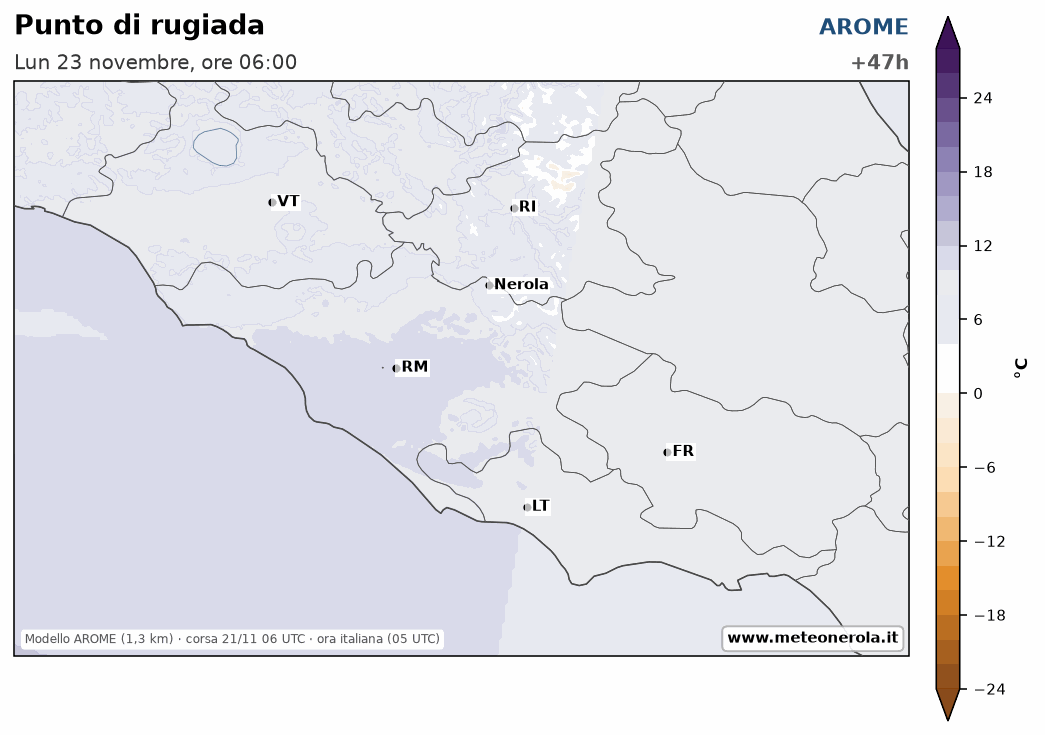 Punto di rugiada
AROME
Lun 23 novembre, ore 06:00
+47h
24
18
12
6
0
−6
−12
−18
−24
°C
VT
RI
Nerola
RM
FR
LT
Modello AROME (1,3 km) · corsa 21/11 06 UTC · ora italiana (05 UTC)
www.meteonerola.it